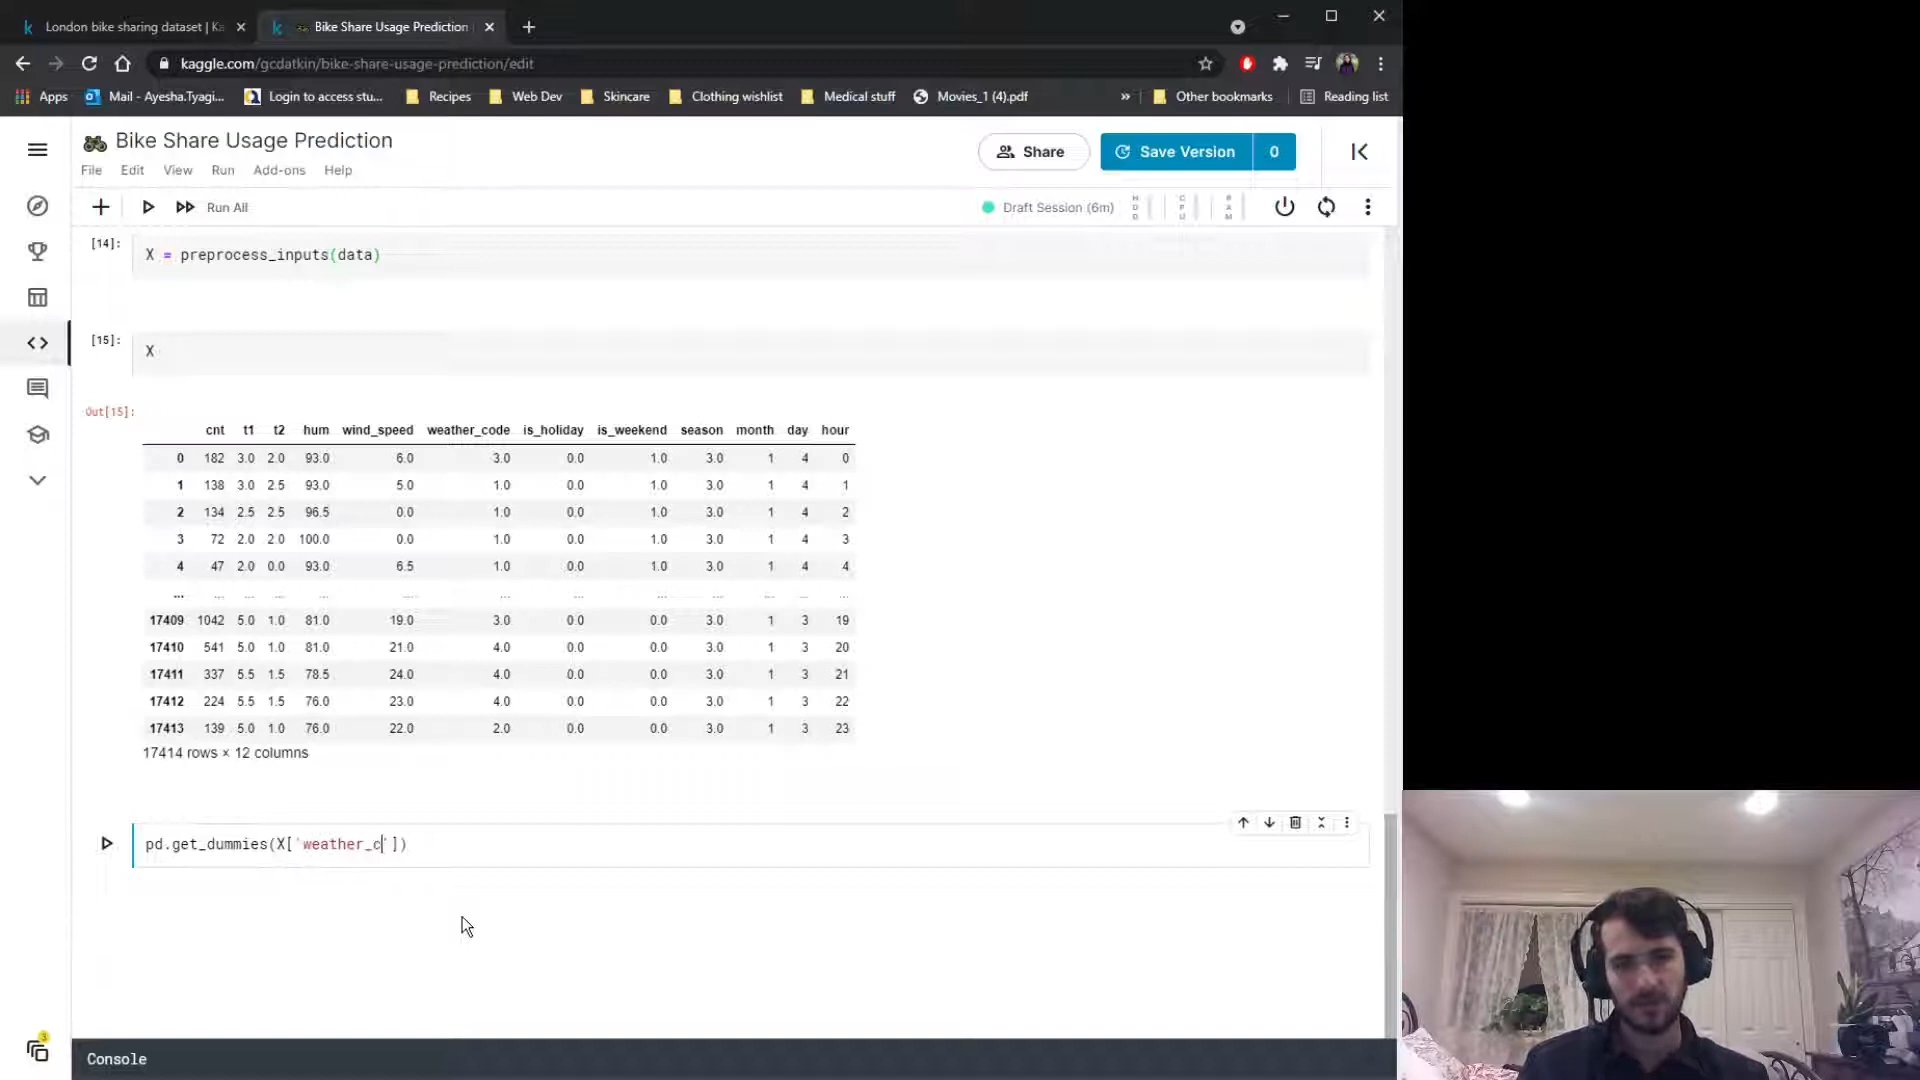 London bike sharing dataset | Ka
Bike Share Usage Prediction
kaggle.com/gcdatkin/bike-share-usage-prediction/edit
Apps
Mail - Ayesha.Tyagi...
Login to access stu...
Recipes
Web Dev
Skincare
Clothing wishlist
Medical stuff
Movies_1 (4).pdf
»
Other bookmarks
Reading list
Bike Share Usage Prediction
Share
Save Version
0
File Edit View Run Add-ons Help
Run All
Draft Session (6m)
HDD
CPU
RAM
[14]:
X = preprocess_inputs(data)
[15]:
X
Out[15]:
cnt t1 t2 hum wind_speed weather_code is_holiday is_weekend season month day hour
0 182 3.0 2.0 93.0 6.0 3.0 0.0 1.0 3.0 1 4 0
1 138 3.0 2.5 93.0 5.0 1.0 0.0 1.0 3.0 1 4 1
2 134 2.5 2.5 96.5 0.0 1.0 0.0 1.0 3.0 1 4 2
3 72 2.0 2.0 100.0 0.0 1.0 0.0 1.0 3.0 1 4 3
4 47 2.0 0.0 93.0 6.5 1.0 0.0 1.0 3.0 1 4 4
... ... ... ... ... ... ... ... ... ... ... ... ...
17409 1042 5.0 1.0 81.0 19.0 3.0 0.0 0.0 3.0 1 3 19
17410 541 5.0 1.0 81.0 21.0 4.0 0.0 0.0 3.0 1 3 20
17411 337 5.5 1.5 78.5 24.0 4.0 0.0 0.0 3.0 1 3 21
17412 224 5.5 1.5 76.0 23.0 4.0 0.0 0.0 3.0 1 3 22
17413 139 5.0 1.0 76.0 22.0 2.0 0.0 0.0 3.0 1 3 23
17414 rows × 12 columns
pd.get_dummies(X['weather_c'])
3
Console